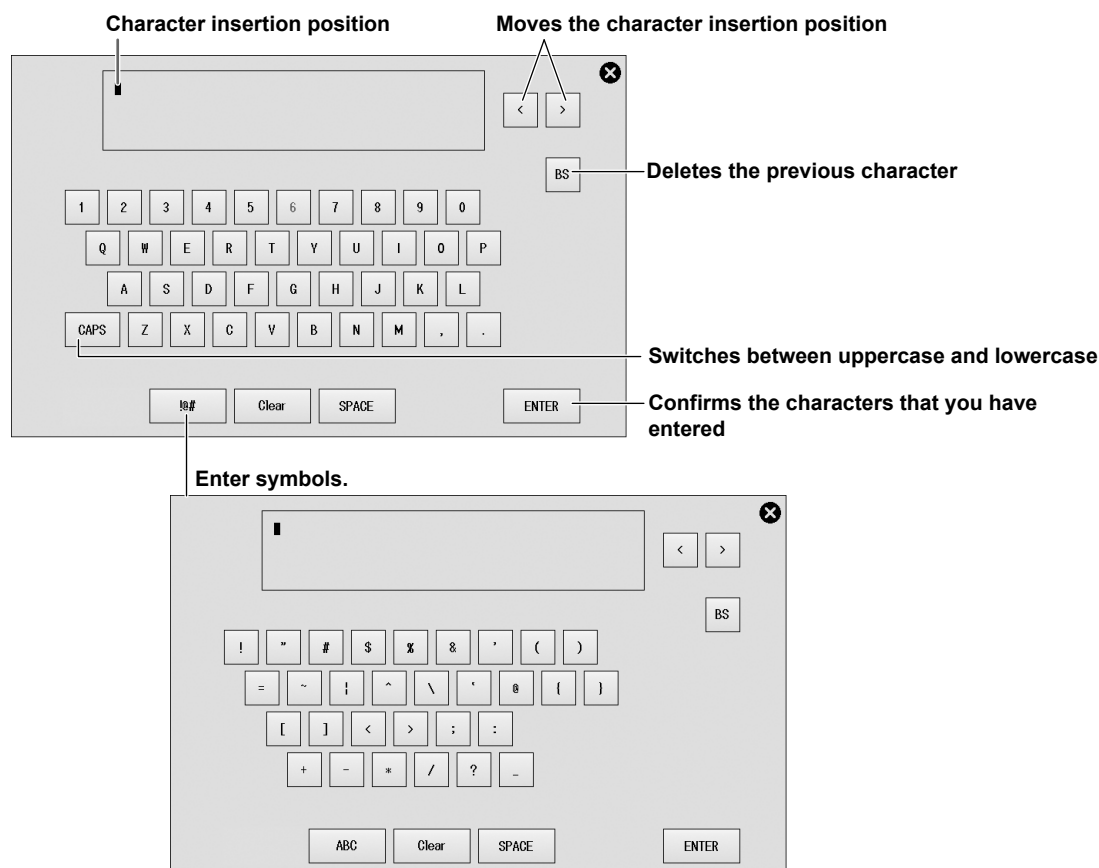 Character insertion position Moves the character insertion position
< >
BS Deletes the previous character
1 2 3 4 5 6 7 8 9 0
Q W E R T Y U I O P
A S D F G H J K L
CAPS Z X C V B N M , .
Switches between uppercase and lowercase
!@# Clear SPACE ENTER Confirms the characters that you have
entered
Enter symbols.
< >
BS
! " # $ % & ' ( )
= ~ ¦ ^ \ ‘ @ { }
[ ] < > ; :
+ - * / ? _
ABC Clear SPACE ENTER